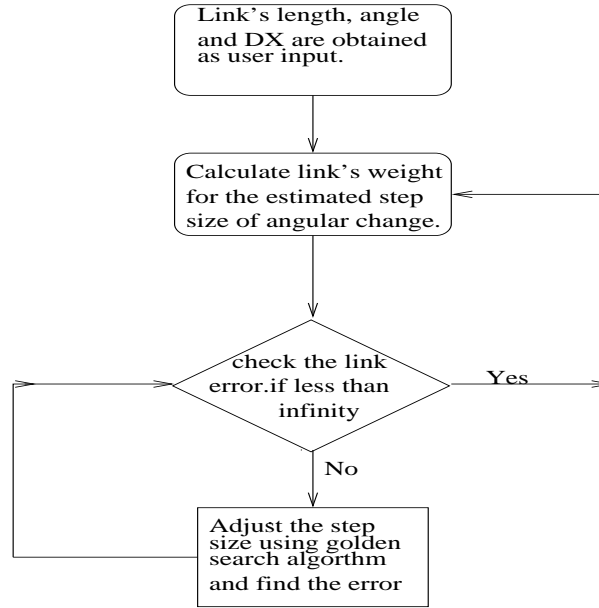 Link's length, angle
and DX are obtained
as user input.
Calculate link's weight
for the estimated step
size of angular change.
check the link
error.if less than
infinity
Yes
No
Adjust the step
size using golden
search algorthm
and find the error